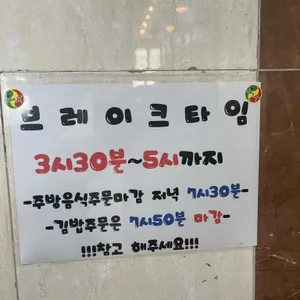 브레이크타임
3시30분~5시까지
-주방음식주문마감 저녁 7시30분-
-김밥주문은 7시50분 마감-
!!!참고 해주세요!!!